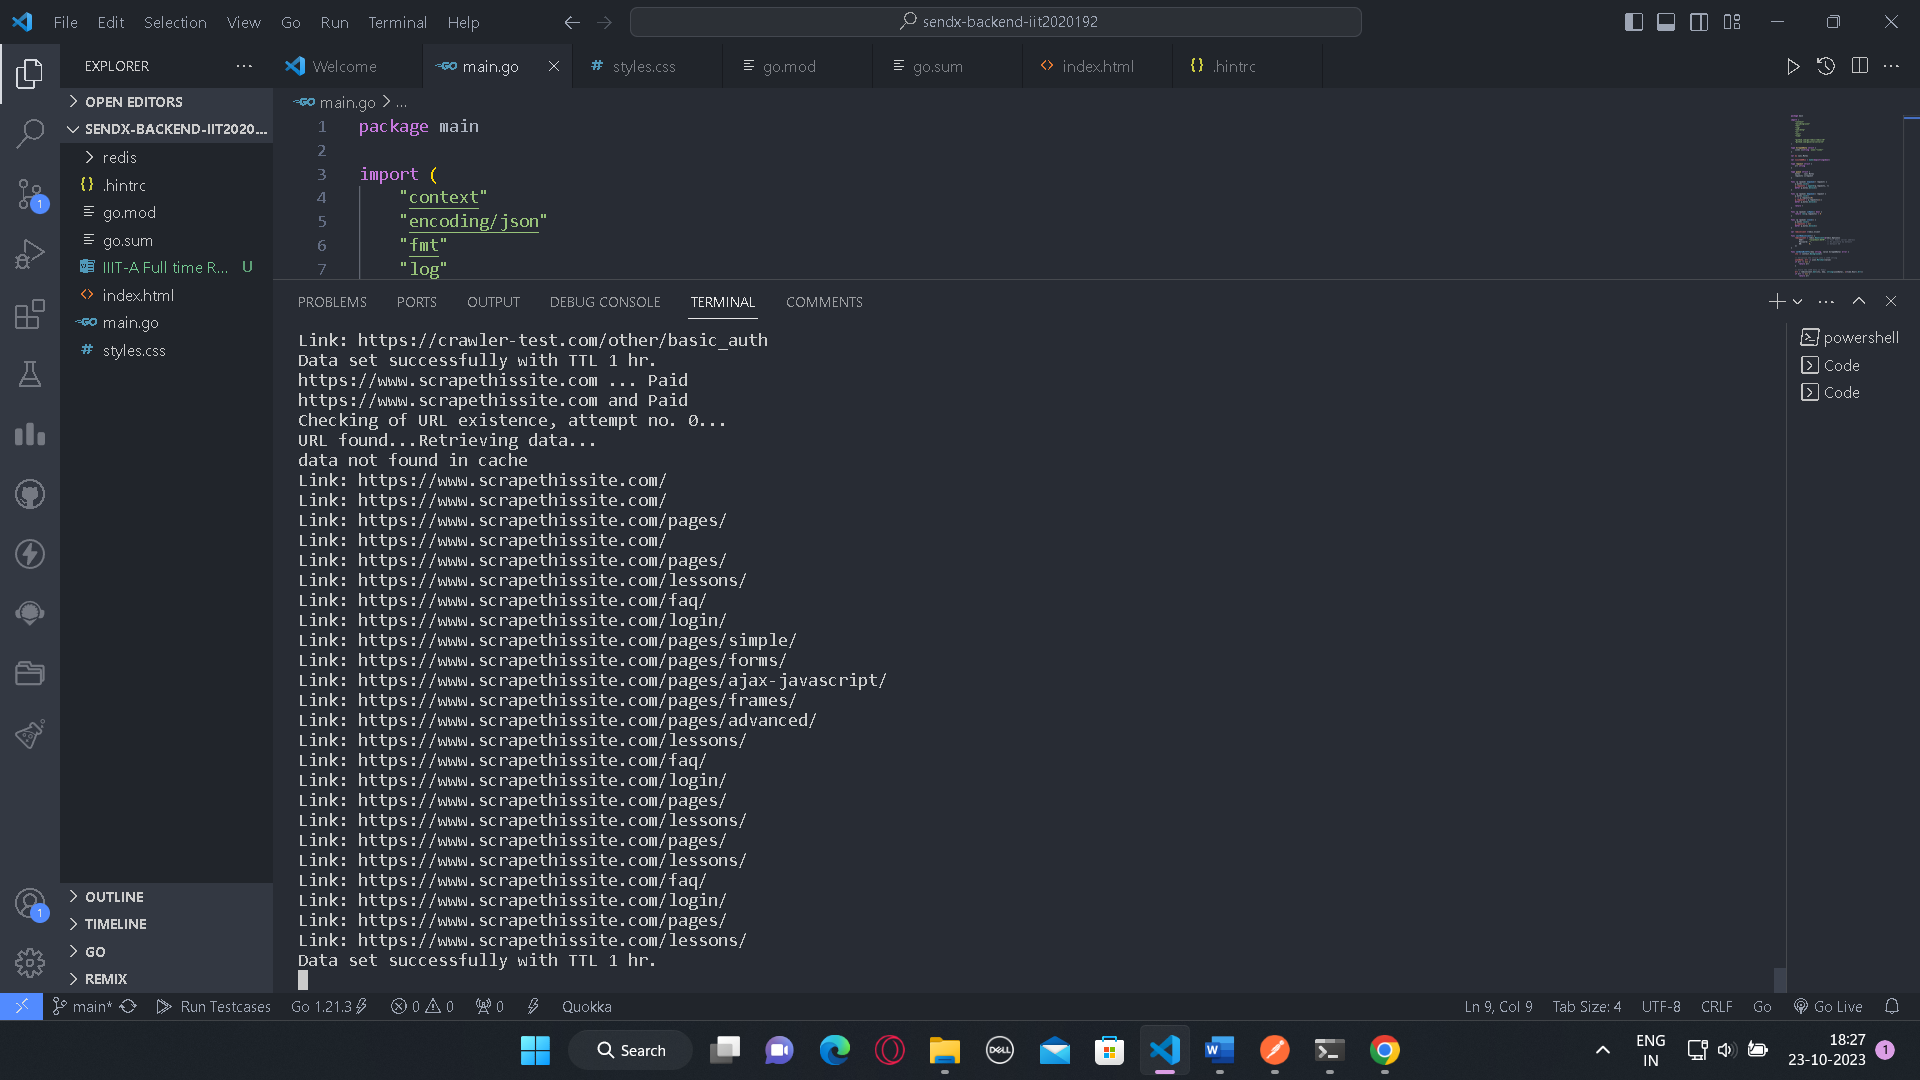 File Edit Selection View Go Run Terminal Help
sendx-backend-iit2020192
EXPLORER
Welcome
main.go
styles.css
go.mod
go.sum
index.html
.hintrc
OPEN EDITORS
SENDX-BACKEND-IIT2020...
redis
.hintrc
go.mod
go.sum
IIIT-A Full time R... U
index.html
main.go
styles.css
OUTLINE
TIMELINE
GO
REMIX
1
1
main.go > ...
1 package main
2
3 import (
4 "context"
5 "encoding/json"
6 "fmt"
7 "log"
PROBLEMS PORTS OUTPUT DEBUG CONSOLE TERMINAL COMMENTS
Link: https://crawler-test.com/other/basic_auth
Data set successfully with TTL 1 hr.
https://www.scrapethissite.com ... Paid
https://www.scrapethissite.com and Paid
Checking of URL existence, attempt no. 0...
URL found...Retrieving data...
data not found in cache
Link: https://www.scrapethissite.com/
Link: https://www.scrapethissite.com/
Link: https://www.scrapethissite.com/pages/
Link: https://www.scrapethissite.com/
Link: https://www.scrapethissite.com/pages/
Link: https://www.scrapethissite.com/lessons/
Link: https://www.scrapethissite.com/faq/
Link: https://www.scrapethissite.com/login/
Link: https://www.scrapethissite.com/pages/simple/
Link: https://www.scrapethissite.com/pages/forms/
Link: https://www.scrapethissite.com/pages/ajax-javascript/
Link: https://www.scrapethissite.com/pages/frames/
Link: https://www.scrapethissite.com/pages/advanced/
Link: https://www.scrapethissite.com/lessons/
Link: https://www.scrapethissite.com/faq/
Link: https://www.scrapethissite.com/login/
Link: https://www.scrapethissite.com/pages/
Link: https://www.scrapethissite.com/lessons/
Link: https://www.scrapethissite.com/pages/
Link: https://www.scrapethissite.com/lessons/
Link: https://www.scrapethissite.com/faq/
Link: https://www.scrapethissite.com/login/
Link: https://www.scrapethissite.com/pages/
Link: https://www.scrapethissite.com/lessons/
Data set successfully with TTL 1 hr.
powershell
Code
Code
main* Run Testcases Go 1.21.3 0 0 0 Quokka
Ln 9, Col 9 Tab Size: 4 UTF-8 CRLF Go Go Live
Search
DELL
ENG
IN
18:27
23-10-2023
1